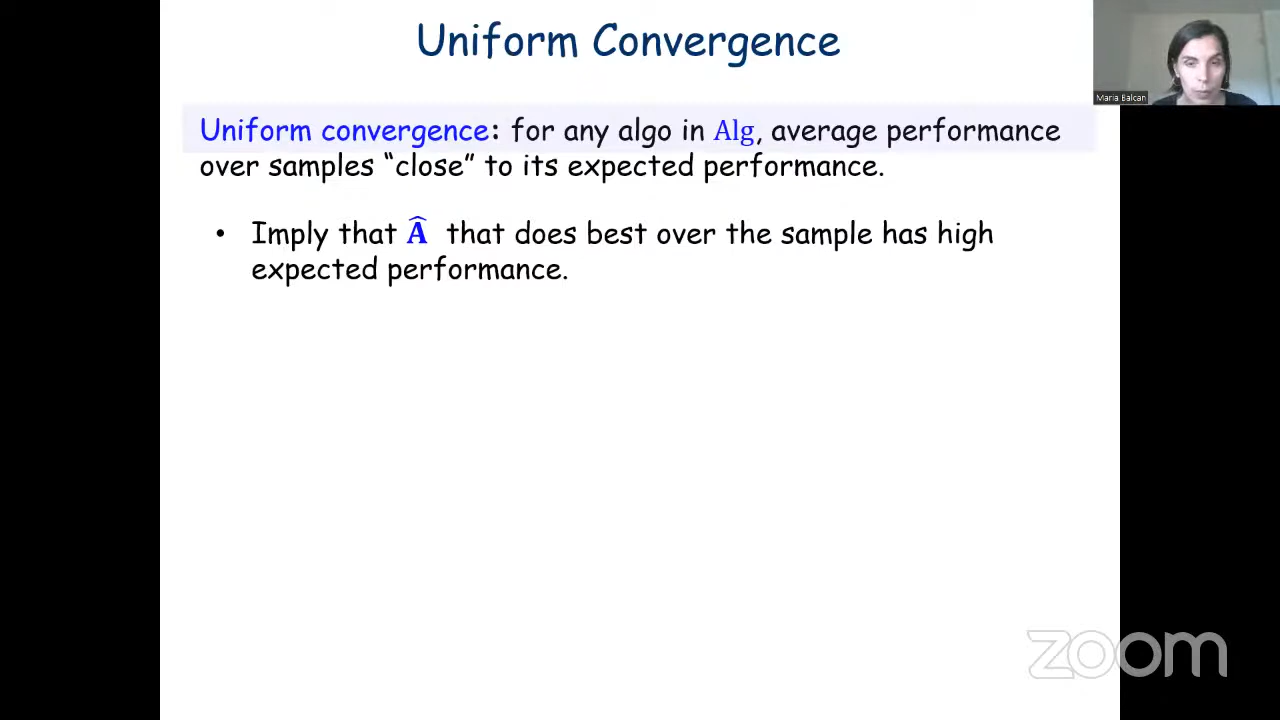 Uniform Convergence
Maria Balcan
Uniform convergence: for any algo in Alg, average performance
over samples “close” to its expected performance.
• Imply that Â that does best over the sample has high
expected performance.
zoom